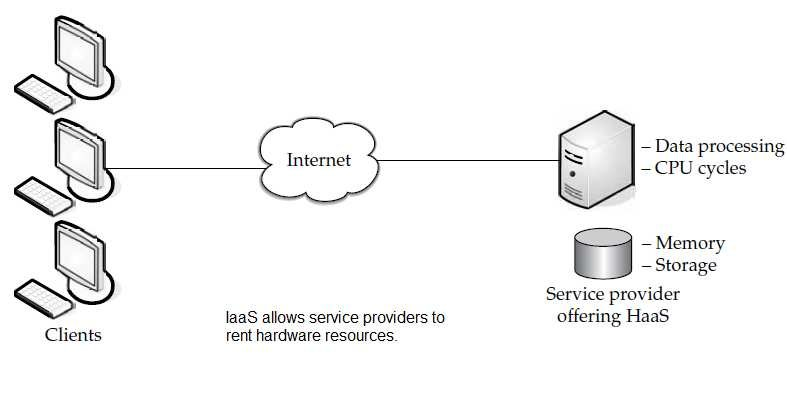 Internet
– Data processing
– CPU cycles
– Memory
– Storage
Service provider
offering HaaS
Clients
IaaS allows service providers to
rent hardware resources.